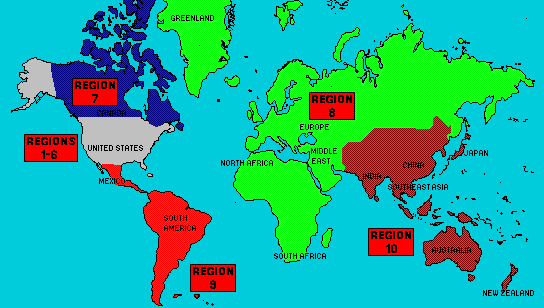 GREENLAND
REGION
7
CANADA
REGION
8
EUROPE
REGIONS
1-6
UNITED STATES
MIDDLE
EAST
JAPAN
CHINA
NORTH AFRICA
INDIA
MEXICO
SOUTHEAST ASIA
SOUTH
AMERICA
REGION
10
AUSTRALIA
SOUTH AFRICA
REGION
9
NEW ZEALAND